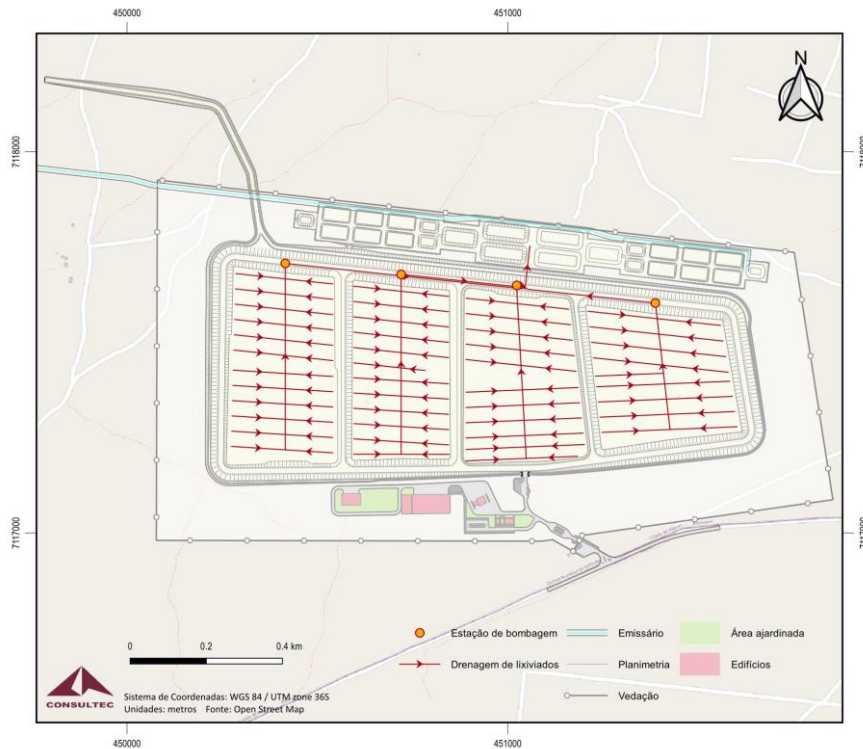 450000
451000
N
7118000
7118000
7117000
7117000
Estação de bombagem
Emissário
Área ajardinada
0
0.2
0.4 km
Drenagem de lixiviados
Planimetria
Edifícios
CONSULTEC
Sistema de Coordenadas: WGS 84 / UTM zone 36S
Unidades: metros Fonte: Open Street Map
Vedação
450000
451000